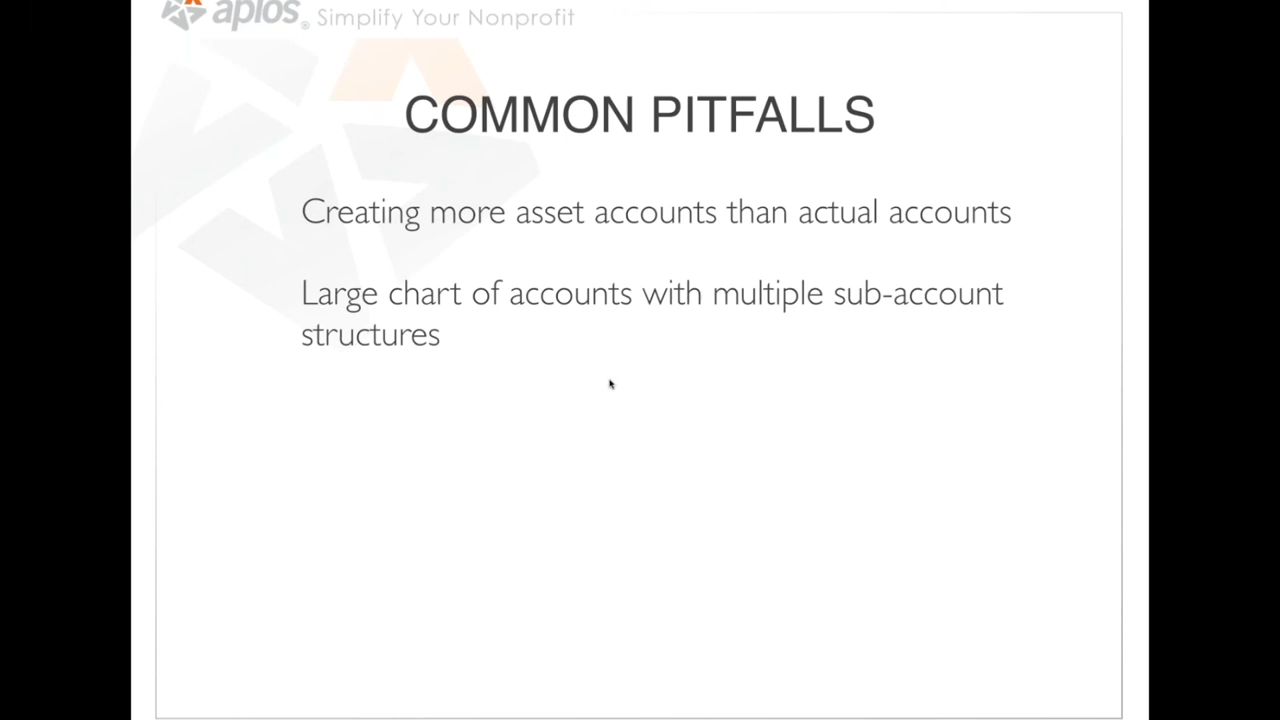 aplos® Simplify Your Nonprofit
COMMON PITFALLS
Creating more asset accounts than actual accounts
Large chart of accounts with multiple sub-account
structures